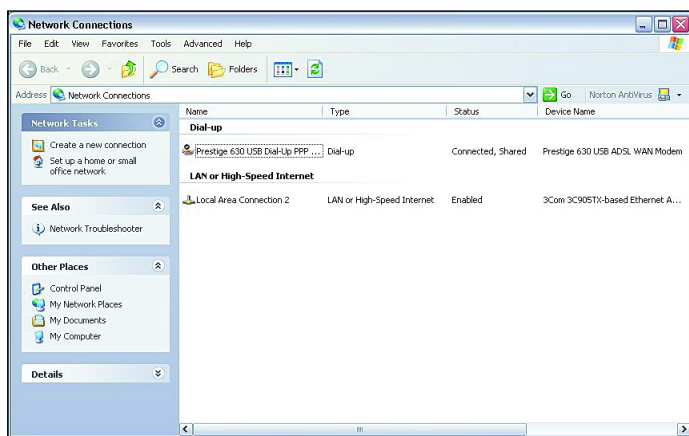 Network Connections
File Edit View Favorites Tools Advanced Help
Back Search Folders
Address Network Connections Go Norton AntiVirus
Network Tasks
Create a new connection
Set up a home or small
office network
See Also
Network Troubleshooter
Other Places
Control Panel
My Network Places
My Documents
My Computer
Details
Name Type Status Device Name
Dial-up
Prestige 630 USB Dial-Up PPP ... Dial-up Connected, Shared Prestige 630 USB ADSL WAN Modem
LAN or High-Speed Internet
Local Area Connection 2 LAN or High-Speed Internet Enabled 3Com 3C905TX-based Ethernet A...